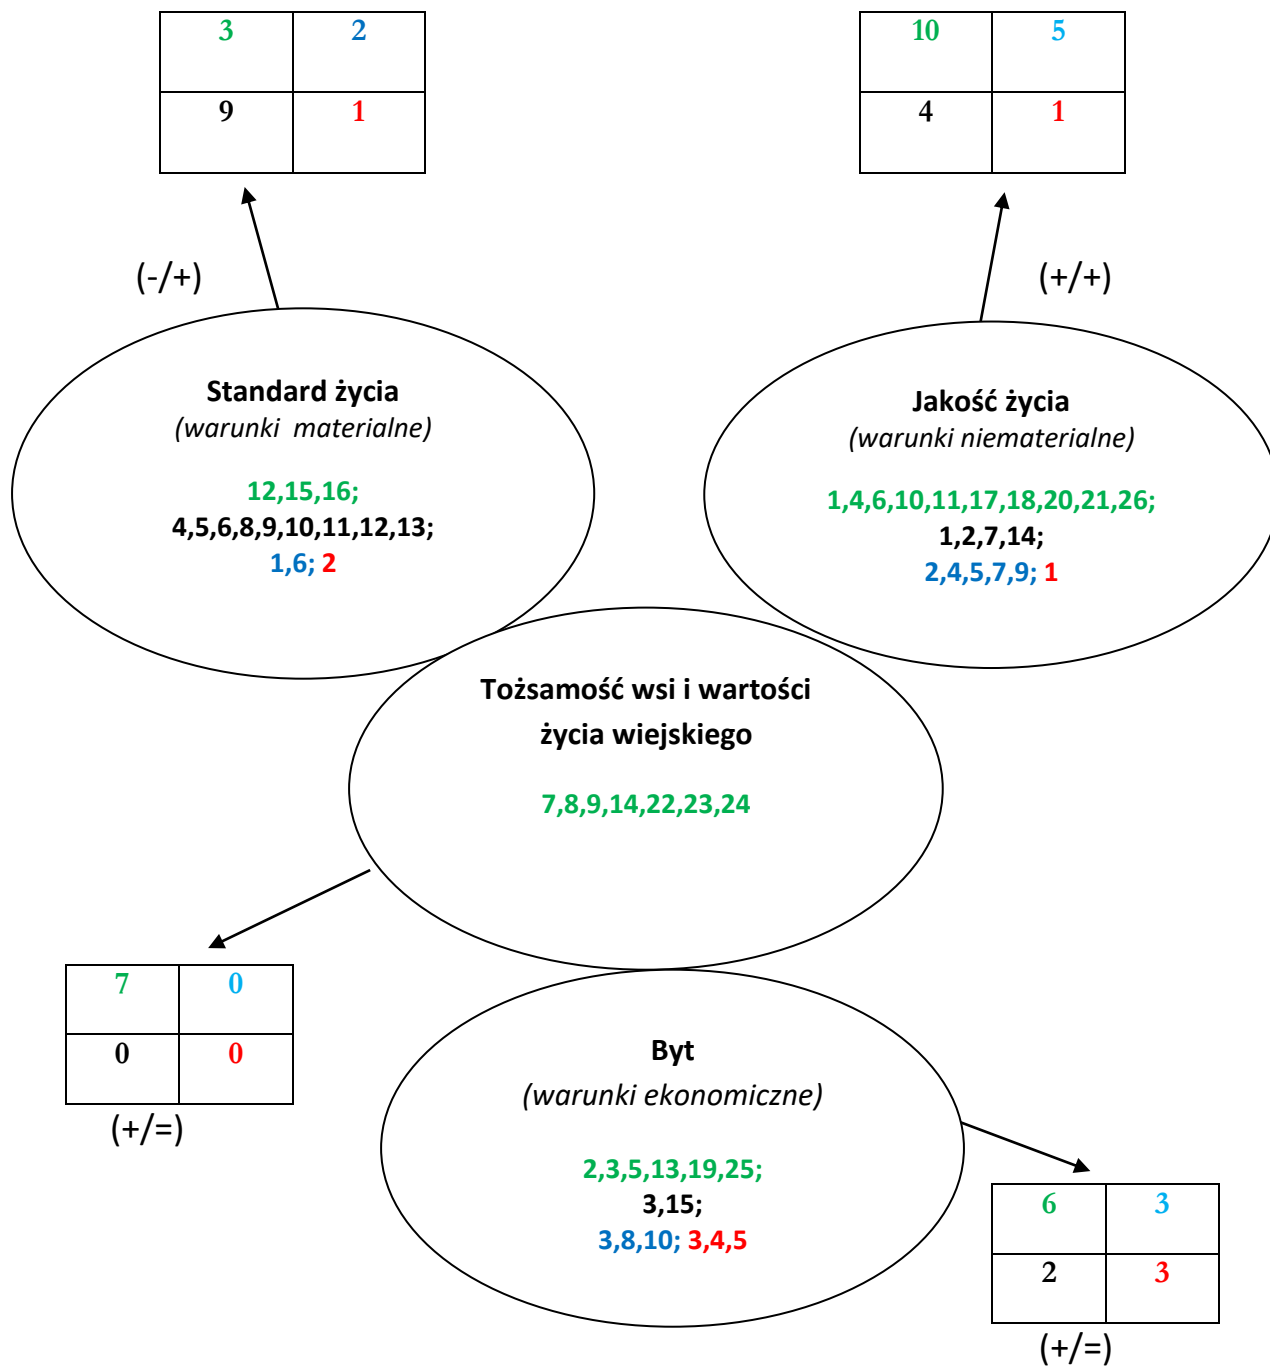 3 2
9 1
10 5
4 1
(-/+)
(+/+)
Standard życia
(warunki materialne)
12,15,16;
4,5,6,8,9,10,11,12,13;
1,6; 2
Jakość życia
(warunki niematerialne)
1,4,6,10,11,17,18,20,21,26;
1,2,7,14;
2,4,5,7,9; 1
Tożsamość wsi i wartości
życia wiejskiego
7,8,9,14,22,23,24
7 0
0 0
(+/=)
Byt
(warunki ekonomiczne)
2,3,5,13,19,25;
3,15;
3,8,10; 3,4,5
6 3
2 3
(+/=)